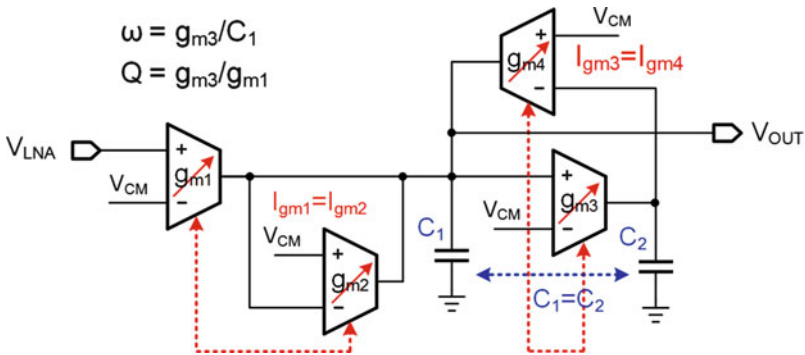 ω = gm3/C1
Q = gm3/gm1
VCM
+
gm4
−
Igm3=Igm4
VLNA
+
gm1
−
VCM
VOUT
Igm1=Igm2
VCM
+
gm2
−
C1
+
gm3
−
VCM
C2
C1=C2